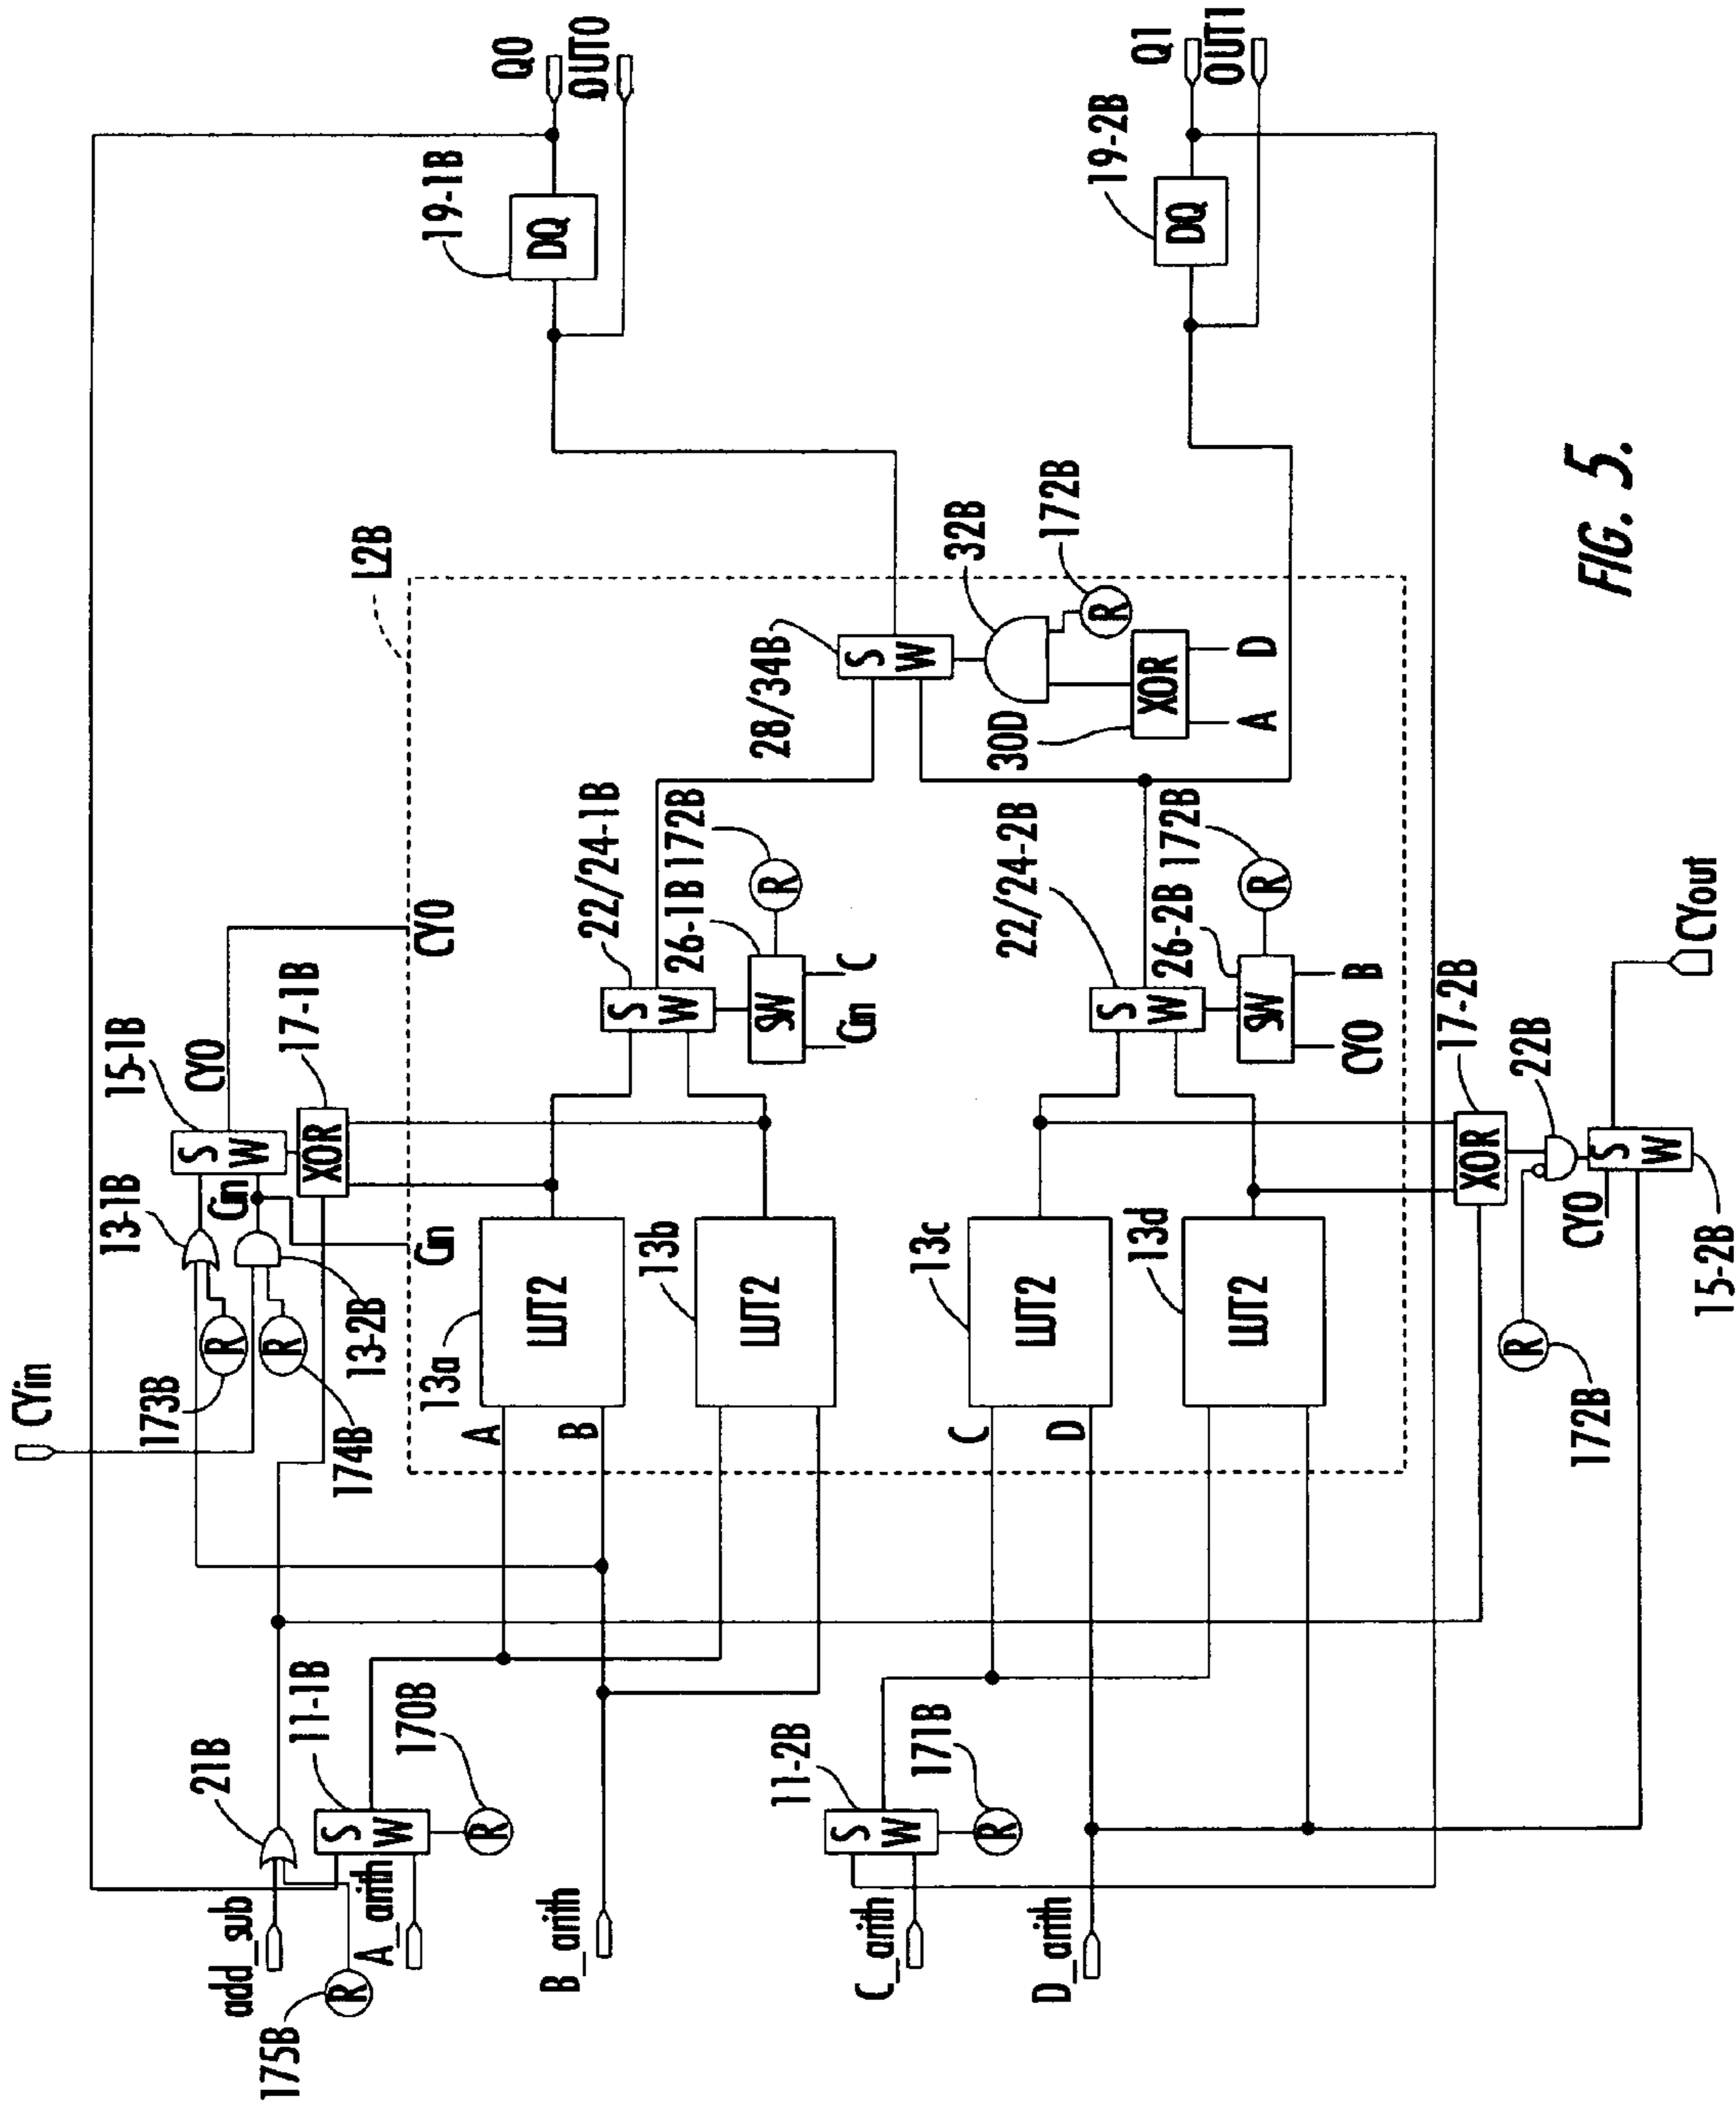 CYin
Q0
OUT0
19-1B
DQ
15-1B
CY0
13-1B
S W
Cin
17-1B
XOR
173B
R
174B
R
13-2B
L2B
Cin
CY0
21B
11-1B
add_sub
A_arith
S W
170B
R
175B
R
13a
A
B
LUT2
13b
LUT2
22/24-1B
S W
26-1B
172B
SW
R
Cin
C
28/34B
S W
32B
172B
R
30D
XOR
A
D
B_arith
11-2B
C_arith
S W
171B
R
D_arith
13c
C
D
LUT2
13d
LUT2
22/24-2B
S W
26-2B
172B
SW
R
CY0
B
Q1
OUT1
19-2B
DQ
17-2B
XOR
22B
172B
R
CY0
S W
15-2B
CYout
FIG. 5.